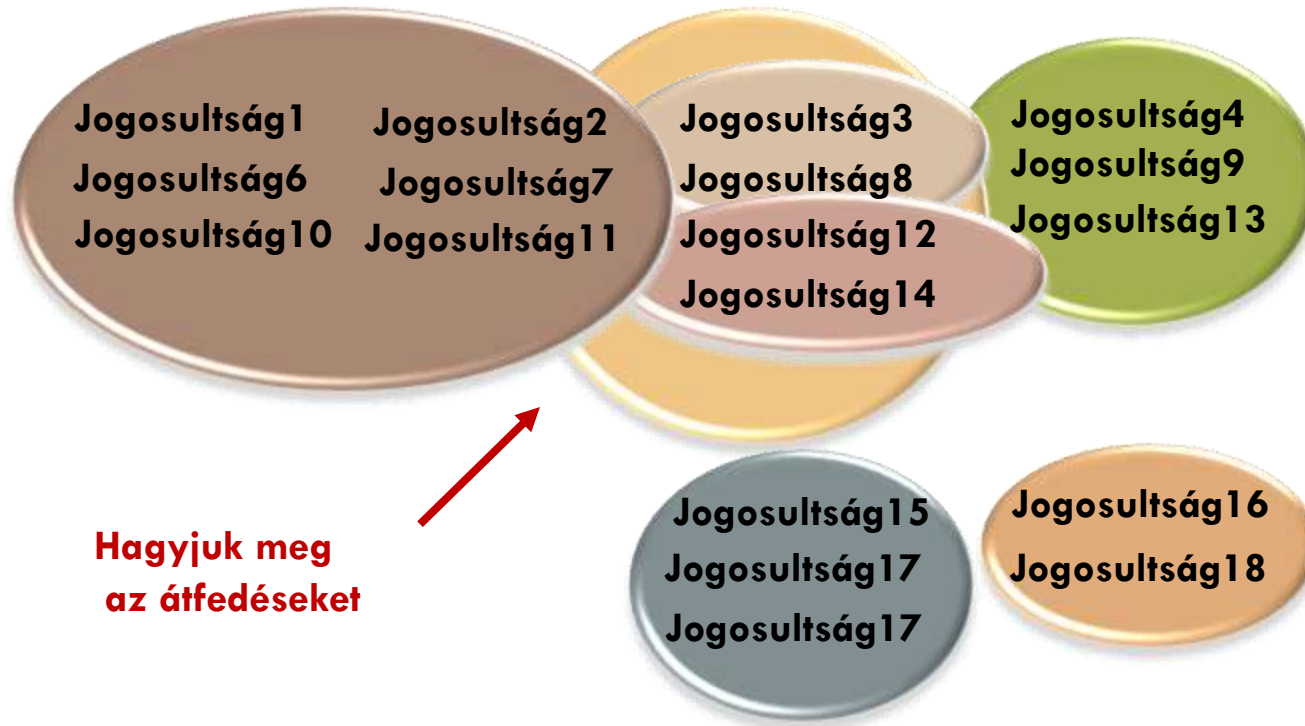 Jogosultság1 Jogosultság2 Jogosultság3 Jogosultság4
Jogosultság6 Jogosultság7 Jogosultság8 Jogosultság9
Jogosultság10 Jogosultság11 Jogosultság12 Jogosultság13
Jogosultság14
Jogosultság15 Jogosultság16
Jogosultság17 Jogosultság18
Jogosultság17
Hagyjuk meg
az átfedéseket